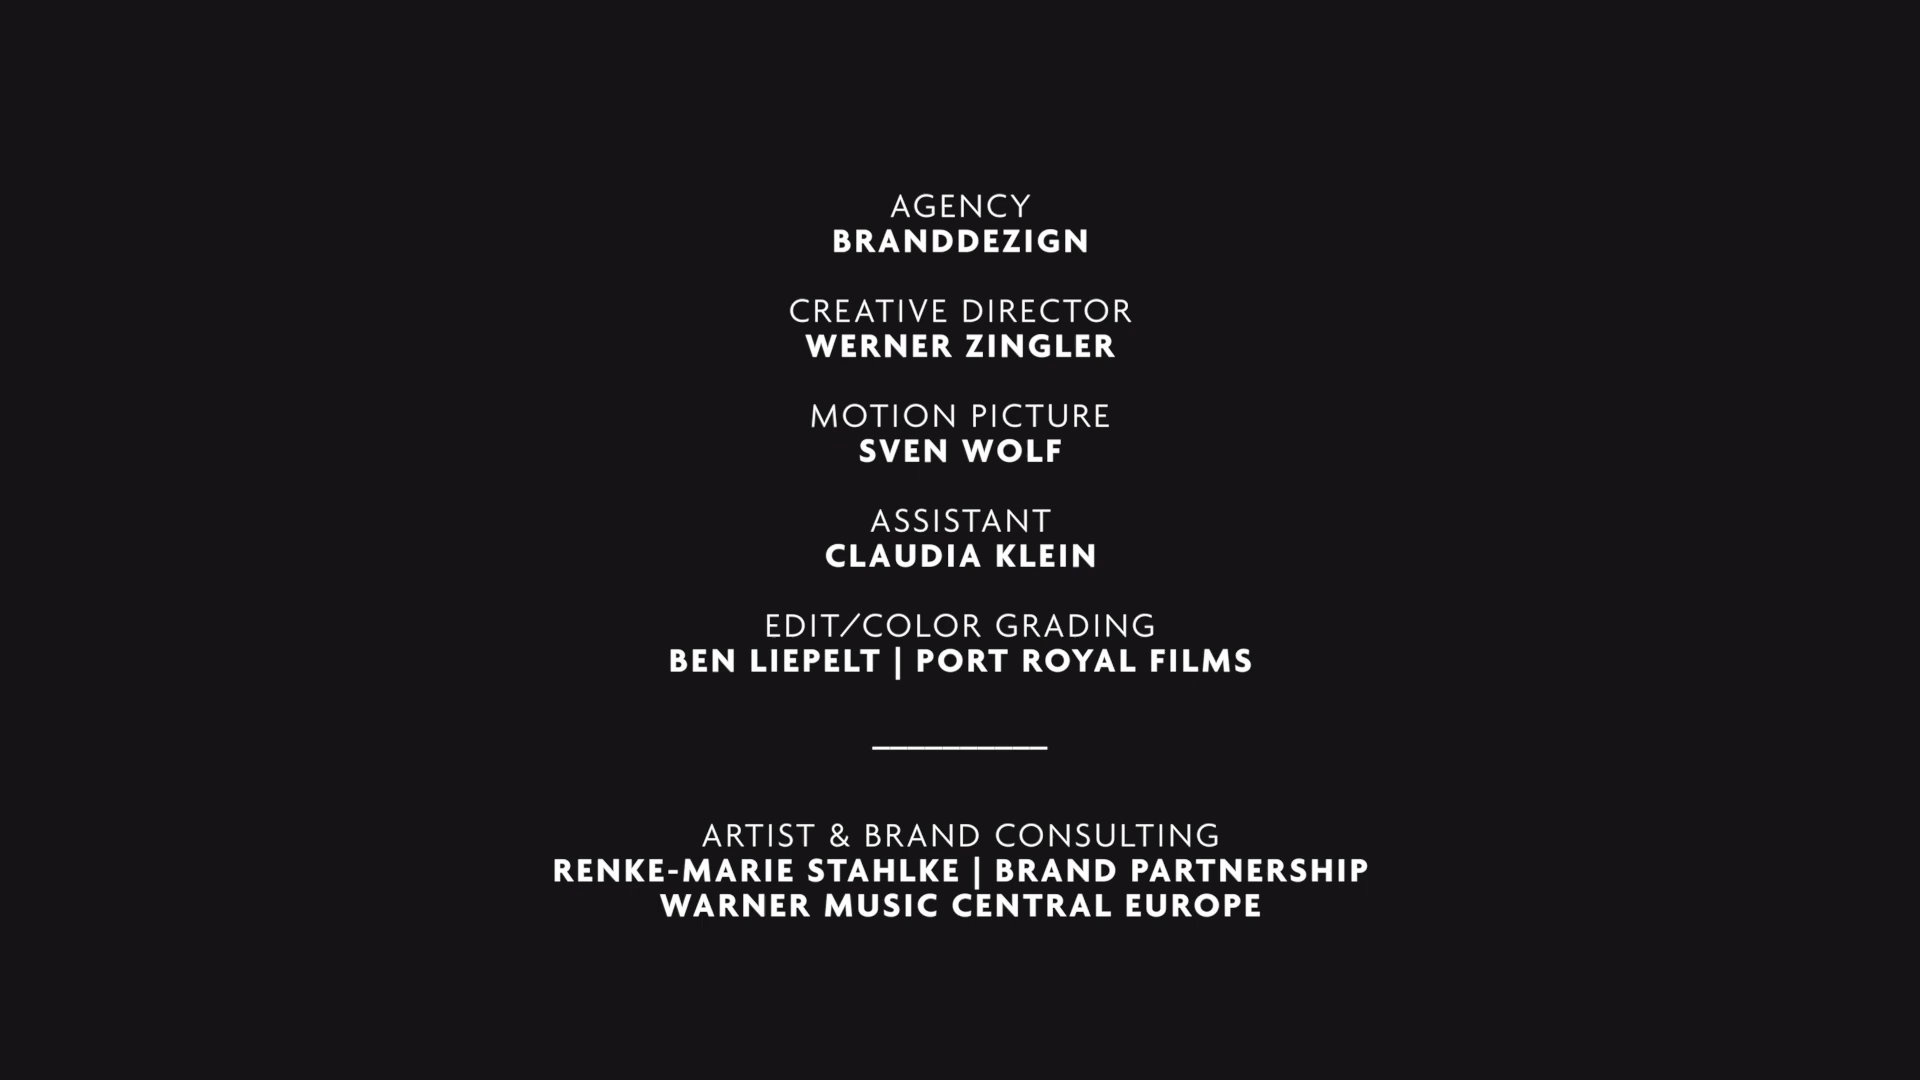 AGENCY
BRANDDEZIGN
CREATIVE DIRECTOR
WERNER ZINGLER
MOTION PICTURE
SVEN WOLF
ASSISTANT
CLAUDIA KLEIN
EDIT/COLOR GRADING
BEN LIEPELT | PORT ROYAL FILMS
__________
ARTIST & BRAND CONSULTING
RENKE-MARIE STAHLKE | BRAND PARTNERSHIP
WARNER MUSIC CENTRAL EUROPE